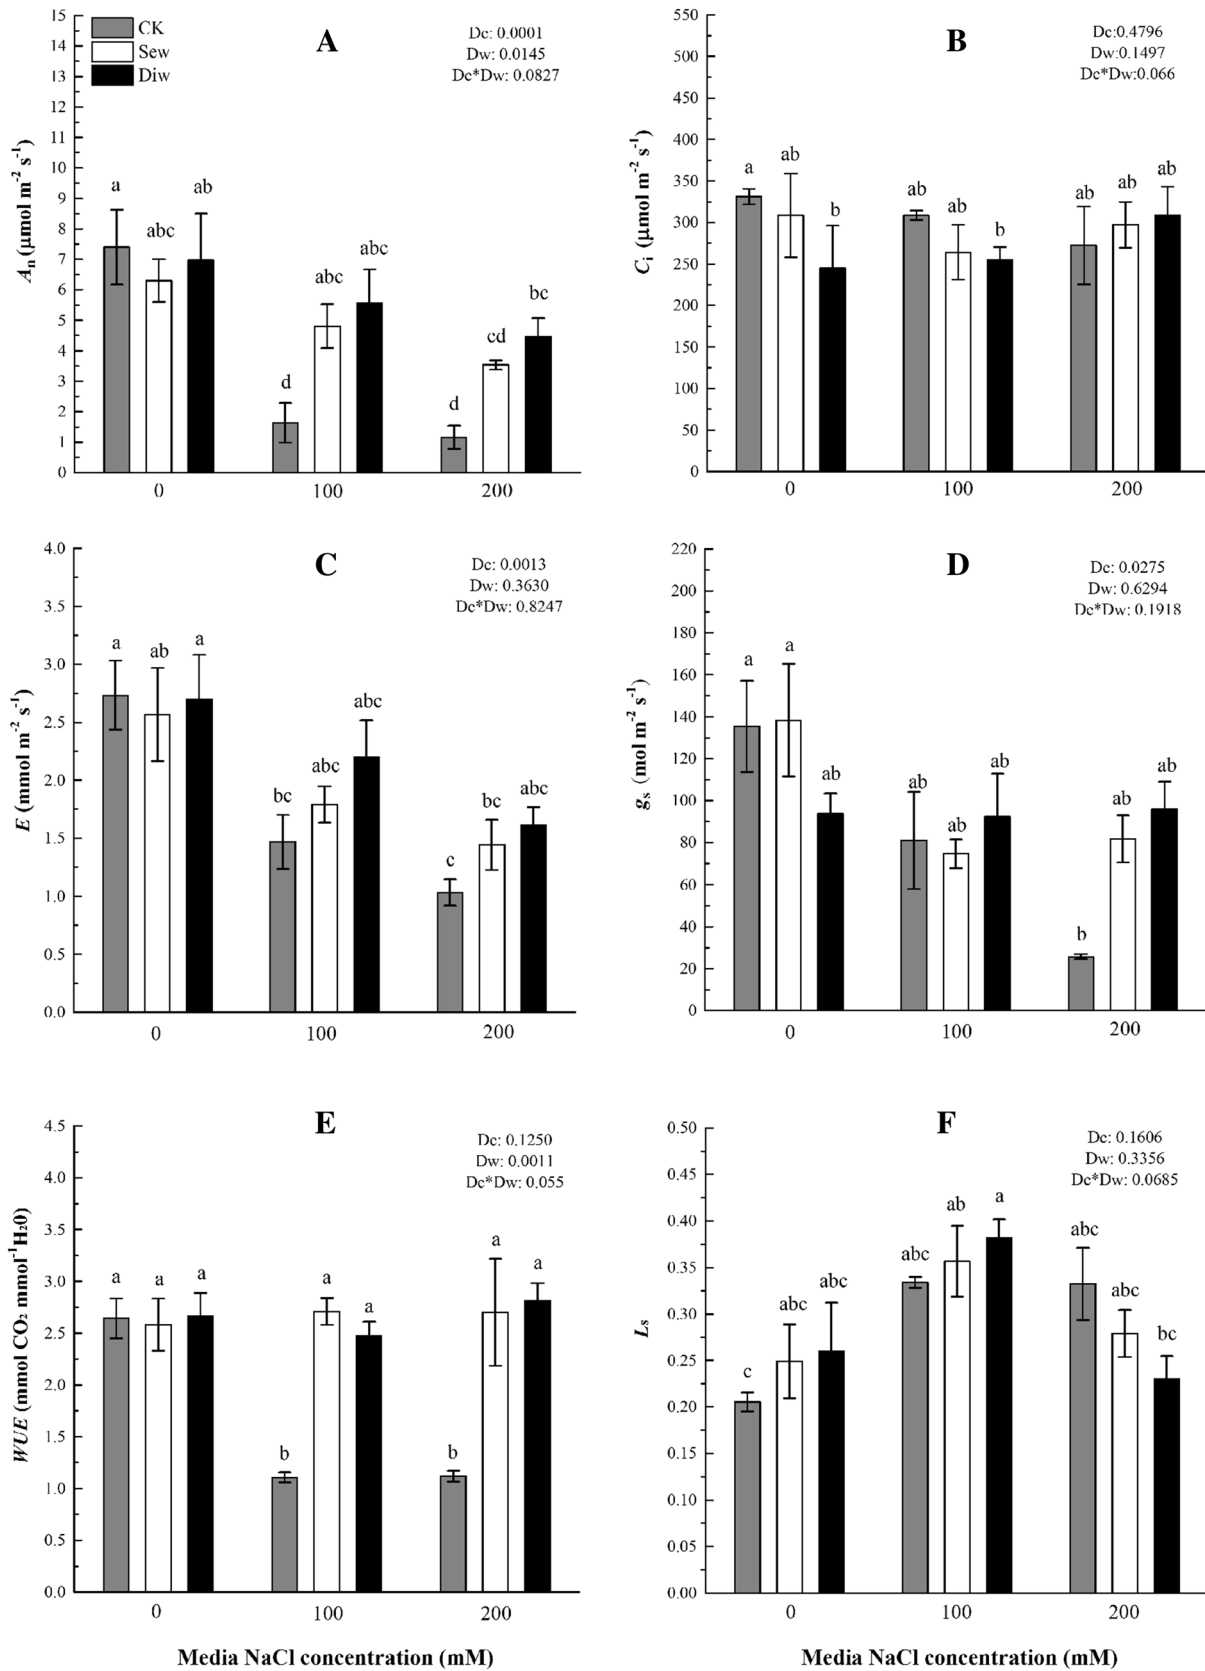 CK
Sew
Diw
A
Dc: 0.0001
Dw: 0.0145
Dc*Dw: 0.0827
15
14
13
12
11
10
9
8
7
6
5
4
3
2
1
0
An (μmol m-2 s-1)
a
abc
ab
d
abc
abc
d
cd
bc
0
100
200
B
Dc:0.4796
Dw:0.1497
Dc*Dw:0.066
550
500
450
400
350
300
250
200
150
100
50
0
Ci (μmol m-2 s-1)
a
ab
b
ab
ab
b
ab
ab
ab
0
100
200
C
Dc: 0.0013
Dw: 0.3630
Dc*Dw: 0.8247
4.0
3.5
3.0
2.5
2.0
1.5
1.0
0.5
0.0
E (mmol m-2 s-1)
a
ab
a
bc
abc
abc
c
bc
abc
0
100
200
D
Dc: 0.0275
Dw: 0.6294
Dc*Dw: 0.1918
220
200
180
160
140
120
100
80
60
40
20
0
gs (mol m-2 s-1)
a
a
ab
ab
ab
ab
b
ab
ab
0
100
200
E
Dc: 0.1250
Dw: 0.0011
Dc*Dw: 0.055
4.5
4.0
3.5
3.0
2.5
2.0
1.5
1.0
0.5
0.0
WUE (mmol CO2 mmol-1H20)
a
a
a
b
a
a
b
a
a
0
100
200
Media NaCl concentration (mM)
F
Dc: 0.1606
Dw: 0.3356
Dc*Dw: 0.0685
0.50
0.45
0.40
0.35
0.30
0.25
0.20
0.15
0.10
0.05
0.00
Ls
c
abc
abc
abc
ab
a
abc
abc
bc
0
100
200
Media NaCl concentration (mM)